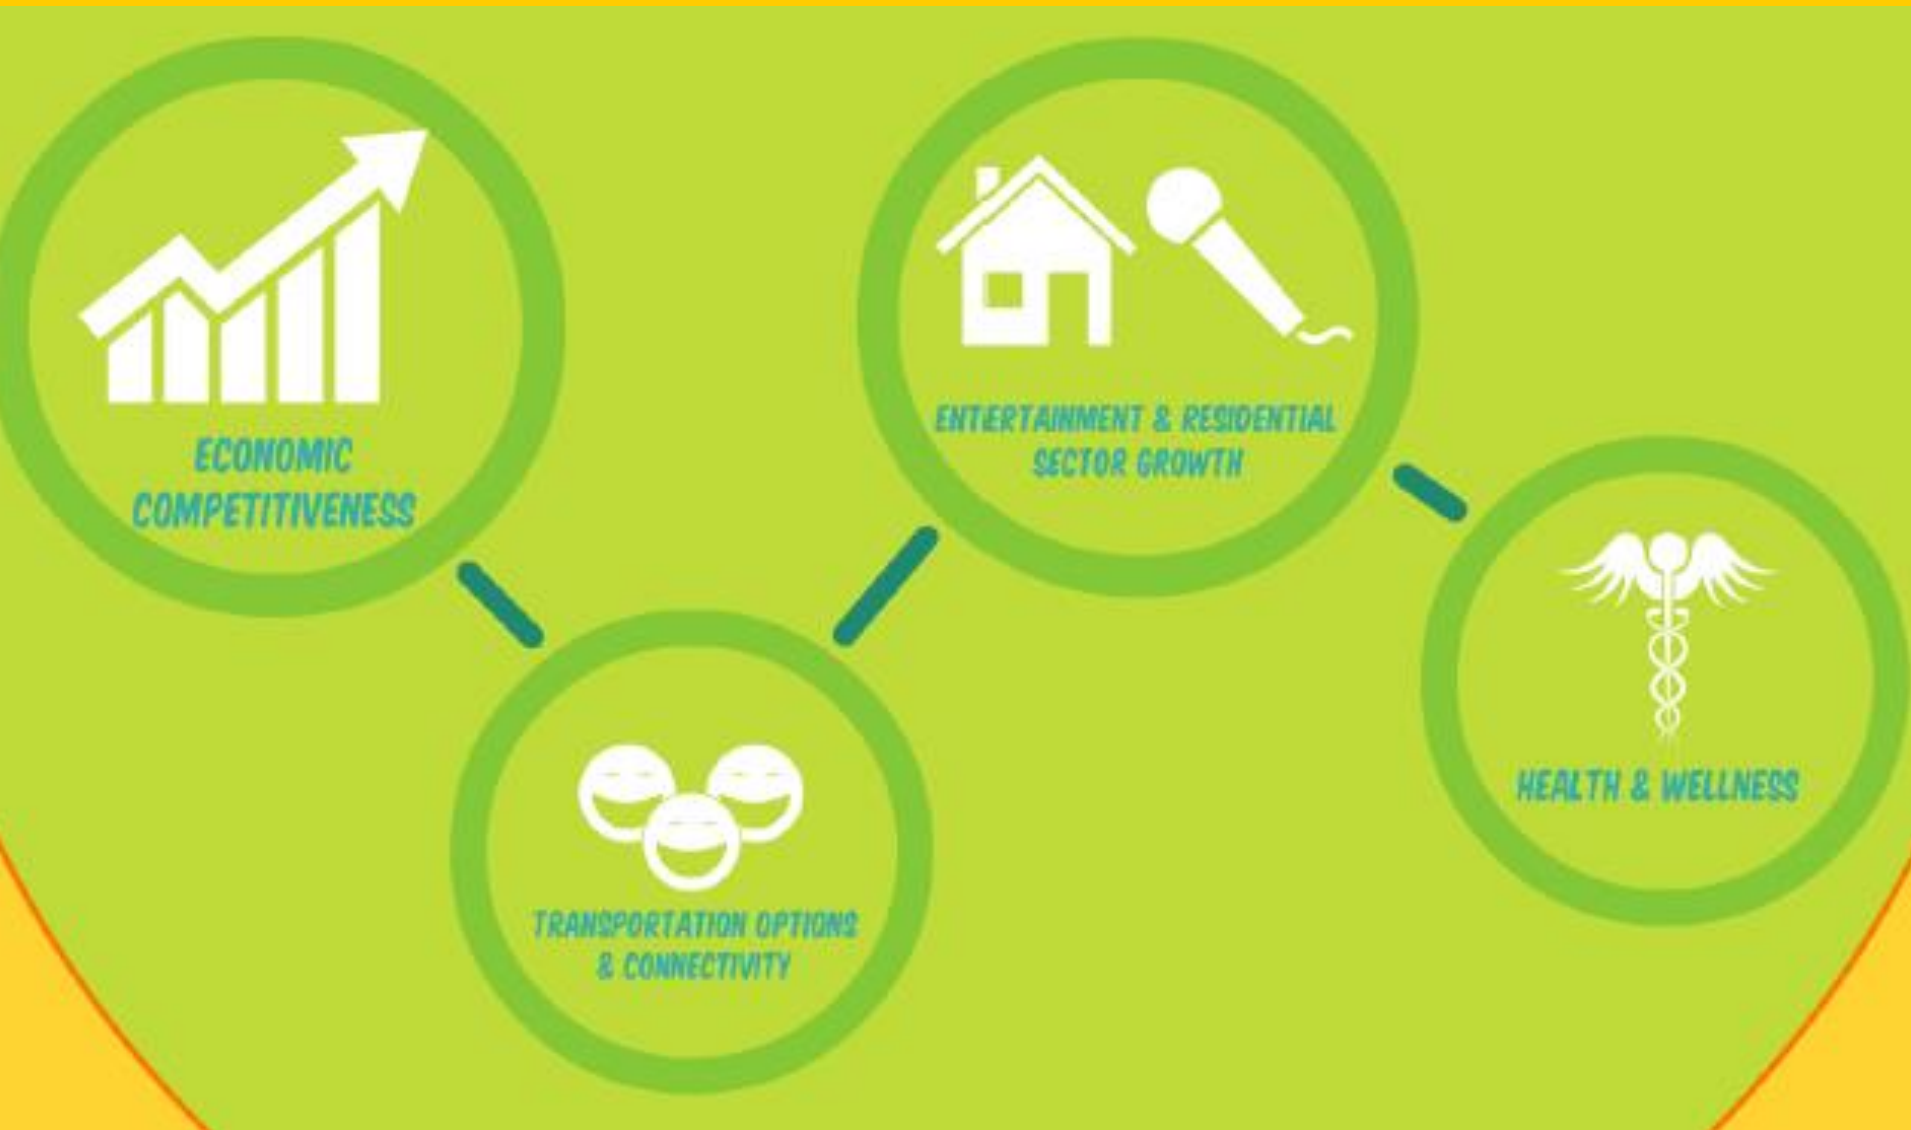 ECONOMIC
COMPETITIVENESS
TRANSPORTATION OPTIONS
& CONNECTIVITY
ENTERTAINMENT & RESIDENTIAL
SECTOR GROWTH
HEALTH & WELLNESS